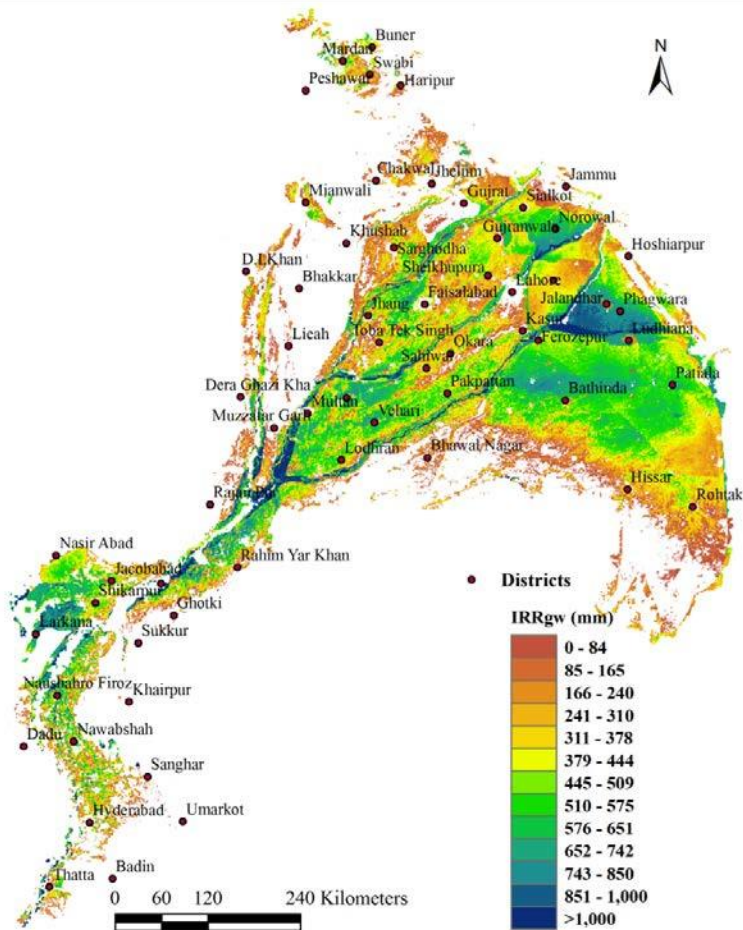 Buner
Mardan
Swabi
Peshawar
Haripur
N
Chakwal
Jhelum
Jammu
Mianwali
Gujrat
Sialkot
Norowal
Khushab
Gujranwala
Hoshiarpur
Sarghodha
D.I.Khan
Sheikhupura
Bhakkar
Lahore
Faisalabad
Jalandhar
Phagwara
Jhang
Kasur
Toba Tek Singh
Ludhiana
Lieah
Okara
Ferozepur
Sahiwal
Patiala
Dera Ghazi Kha
Pakpattan
Bathinda
Multan
Muzzafar Garh
Vehari
Lodhran
Bhawal Nagar
Hissar
Rohtak
Nasir Abad
Rahim Yar Khan
Jacobabad
Districts
Shikarpur
Ghotki
IRRgw (mm)
Larkana
Sukkur
0 - 84
85 - 165
Naushahro Firoz
Khairpur
166 - 240
241 - 310
311 - 378
Dadu
Nawabshah
379 - 444
Sanghar
445 - 509
510 - 575
Hyderabad
Umarkot
576 - 651
652 - 742
Thatta
Badin
743 - 850
851 - 1,000
>1,000
0 60 120 240 Kilometers